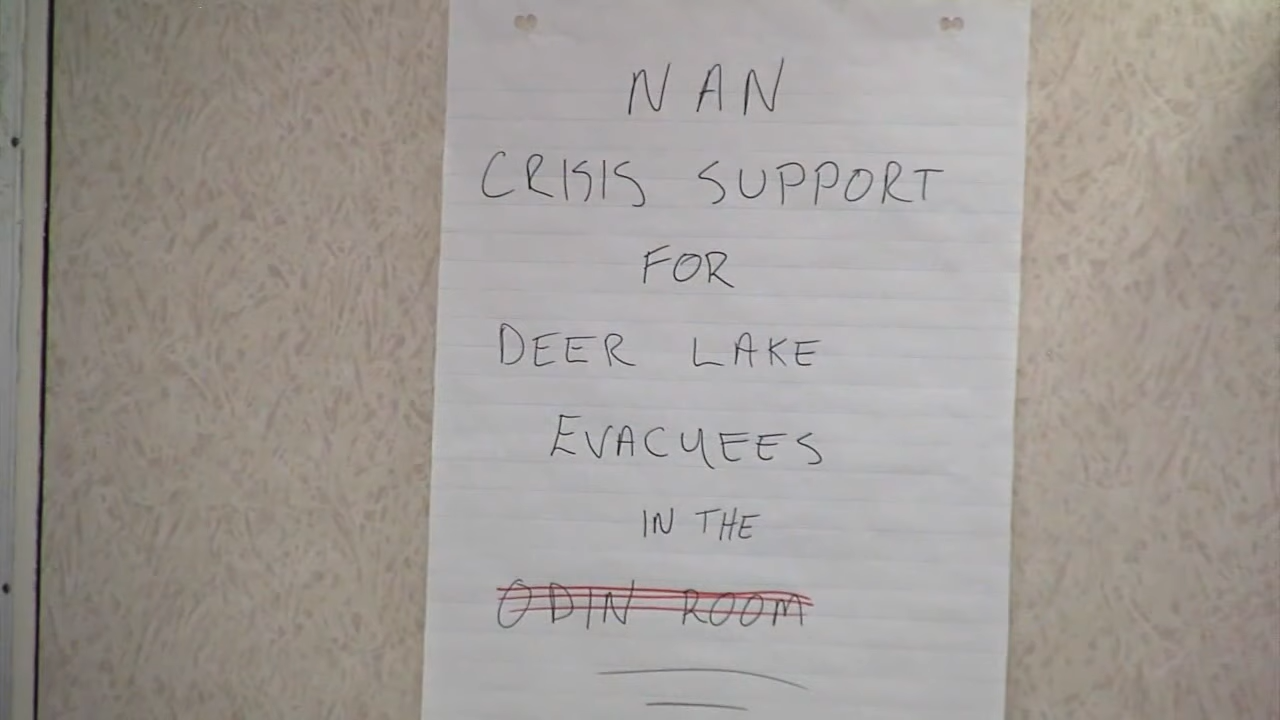 NAN
CRISIS SUPPORT
FOR
DEER LAKE
EVACUEES
IN THE
ODIN ROOM